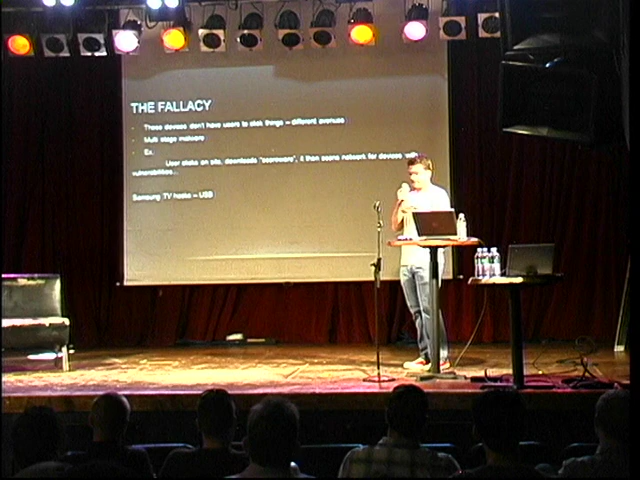 THE FALLACY
- These devices don't have users to click things – different avenues
- Multi stage malware
- Ex.
User clicks on site, downloads "scareware", it then scans network for devices with
vulnerabilities...
Samsung TV hacks – USB